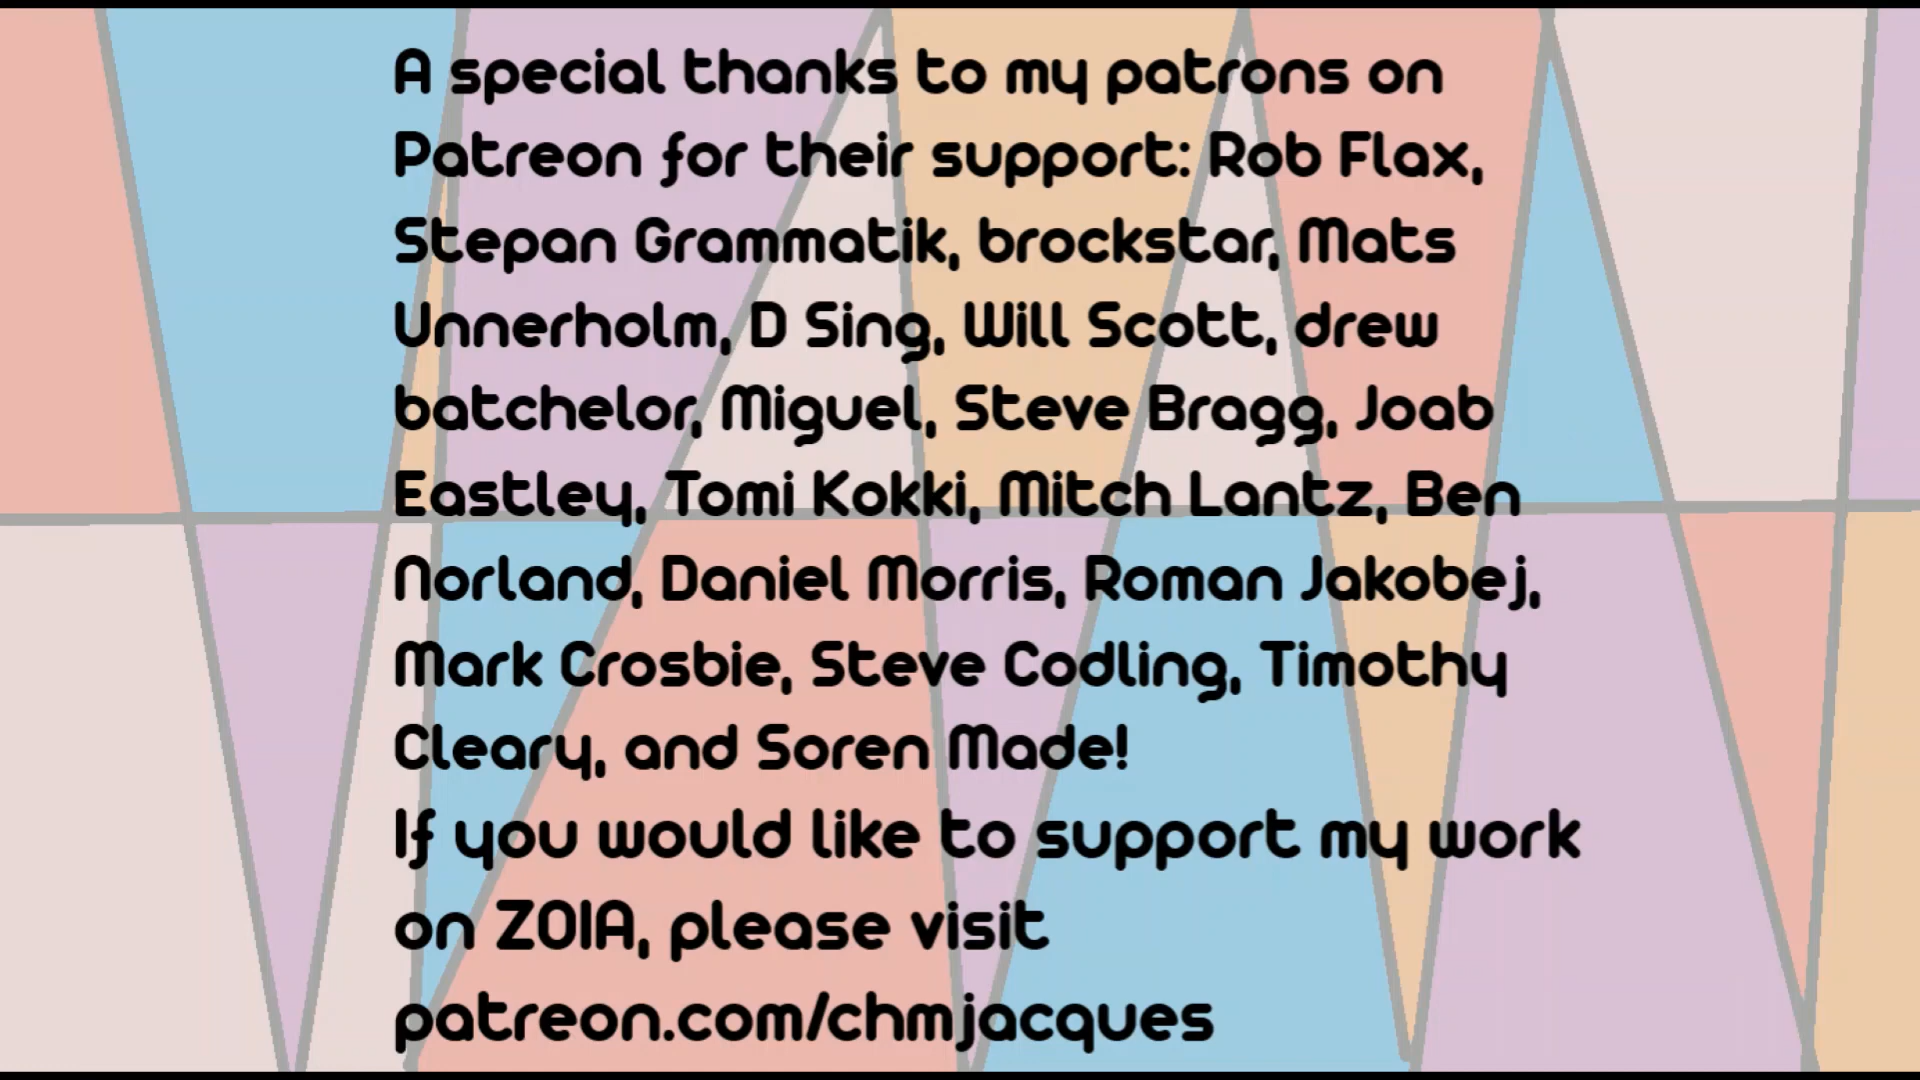 A special thanks to my patrons on
Patreon for their support: Rob Flax,
Stepan Grammatik, brockstar, Mats
Unnerholm, D Sing, Will Scott, drew
batchelor, Miguel, Steve Bragg, Joab
Eastley, Tomi Kokki, Mitch Lantz, Ben
Norland, Daniel Morris, Roman Jakobej,
Mark Crosbie, Steve Codling, Timothy
Cleary, and Soren Made!
If you would like to support my work
on ZOIA, please visit
patreon.com/chmjacques